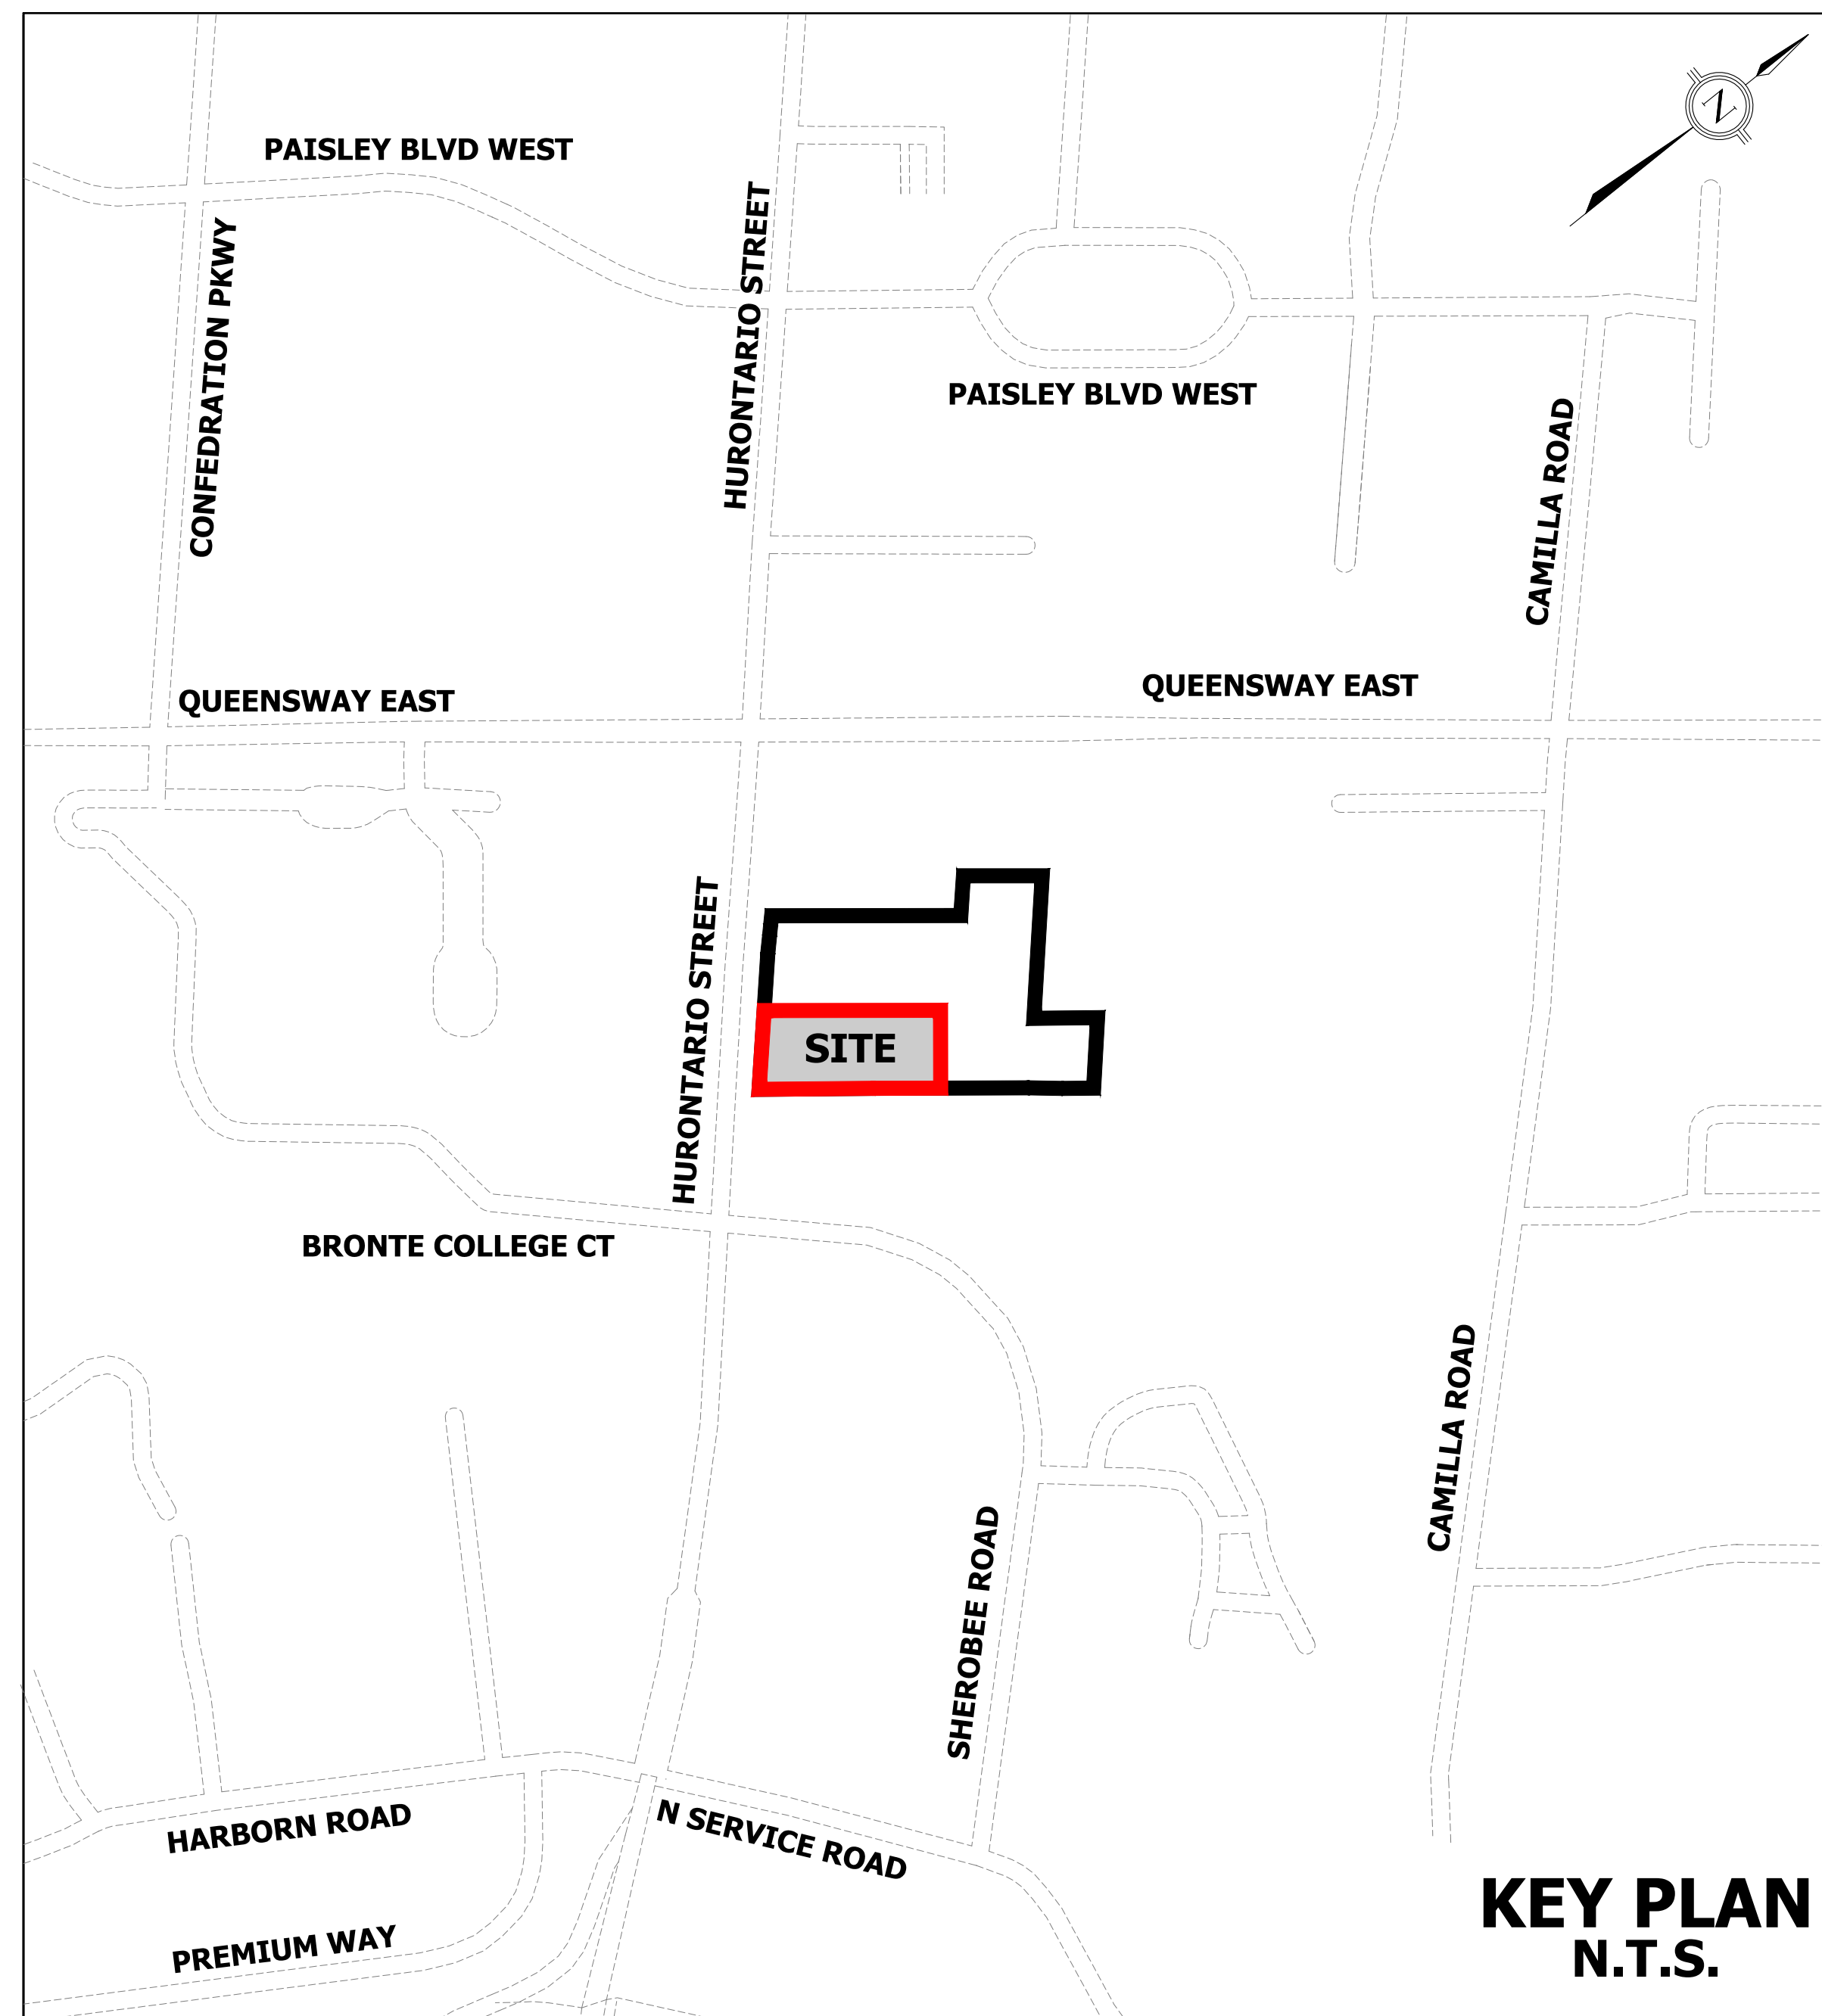 PAISLEY BLVD WEST
N
CONFEDRATION PKWY
HURONTARIO STREET
PAISLEY BLVD WEST
CAMILLA ROAD
QUEENSWAY EAST
QUEENSWAY EAST
HURONTARIO STREET
SITE
BRONTE COLLEGE CT
CAMILLA ROAD
SHEROBEE ROAD
HARBORN ROAD
N SERVICE ROAD
PREMIUM WAY
KEY PLAN
N.T.S.